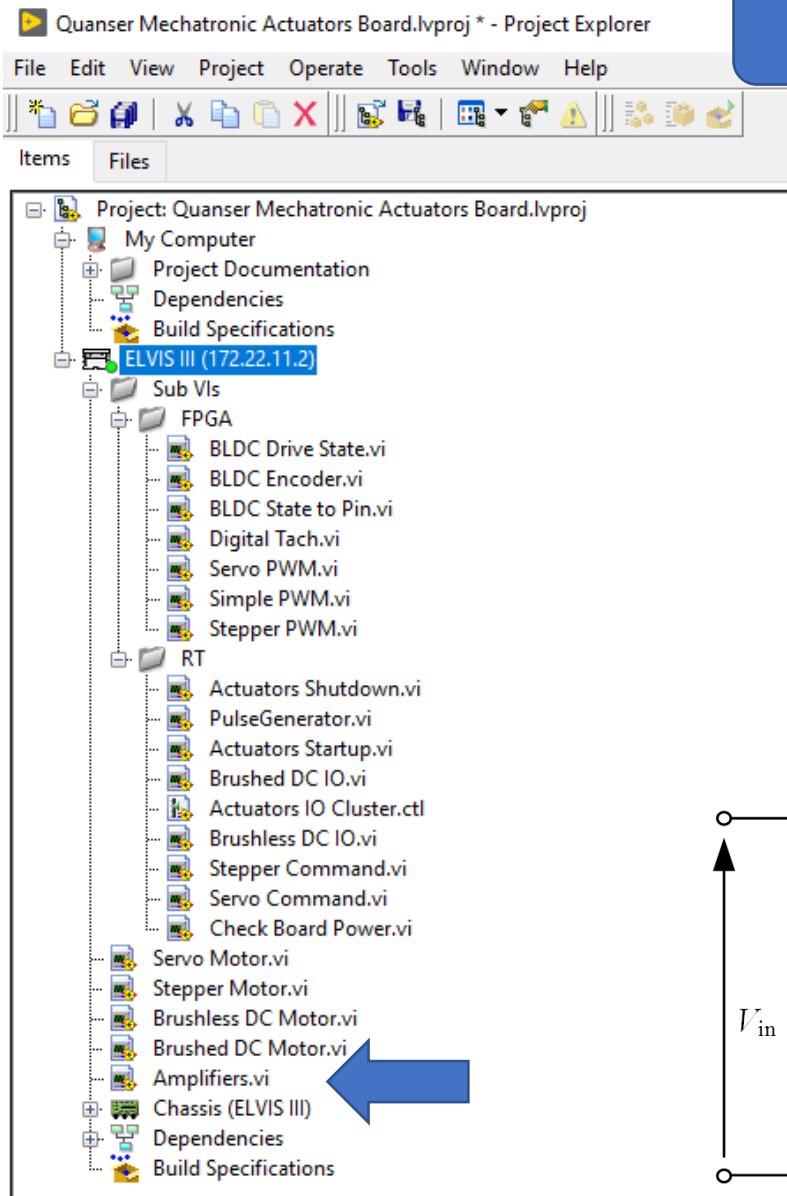 Quanser Mechatronic Actuators Board.lvproj * - Project Explorer
File Edit View Project Operate Tools Window Help
Items Files
Project: Quanser Mechatronic Actuators Board.lvproj
My Computer
Project Documentation
Dependencies
Build Specifications
ELVIS III (172.22.11.2)
Sub VIs
FPGA
BLDC Drive State.vi
BLDC Encoder.vi
BLDC State to Pin.vi
Digital Tach.vi
Servo PWM.vi
Simple PWM.vi
Stepper PWM.vi
RT
Actuators Shutdown.vi
PulseGenerator.vi
Actuators Startup.vi
Brushed DC IO.vi
Actuators IO Cluster.ctl
Brushless DC IO.vi
Stepper Command.vi
Servo Command.vi
Check Board Power.vi
Servo Motor.vi
Stepper Motor.vi
Brushless DC Motor.vi
Brushed DC Motor.vi
Amplifiers.vi
Chassis (ELVIS III)
Dependencies
Build Specifications
Vin